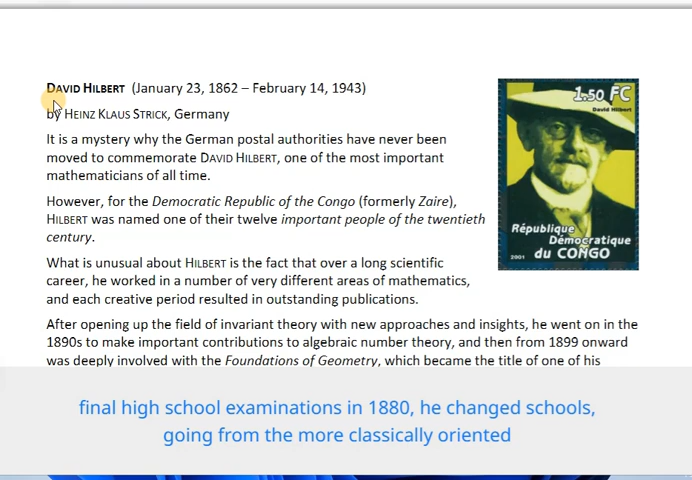 DAVID HILBERT (January 23, 1862 – February 14, 1943)
by HEINZ KLAUS STRICK, Germany
It is a mystery why the German postal authorities have never been
moved to commemorate DAVID HILBERT, one of the most important
mathematicians of all time.
However, for the Democratic Republic of the Congo (formerly Zaire),
HILBERT was named one of their twelve important people of the twentieth
century.
What is unusual about HILBERT is the fact that over a long scientific
career, he worked in a number of very different areas of mathematics,
and each creative period resulted in outstanding publications.
After opening up the field of invariant theory with new approaches and insights, he went on in the
1890s to make important contributions to algebraic number theory, and then from 1899 onward
was deeply involved with the Foundations of Geometry, which became the title of one of his
1.50 FC
David Hilbert
République
Démocratique
du CONGO
2001
final high school examinations in 1880, he changed schools,
going from the more classically oriented